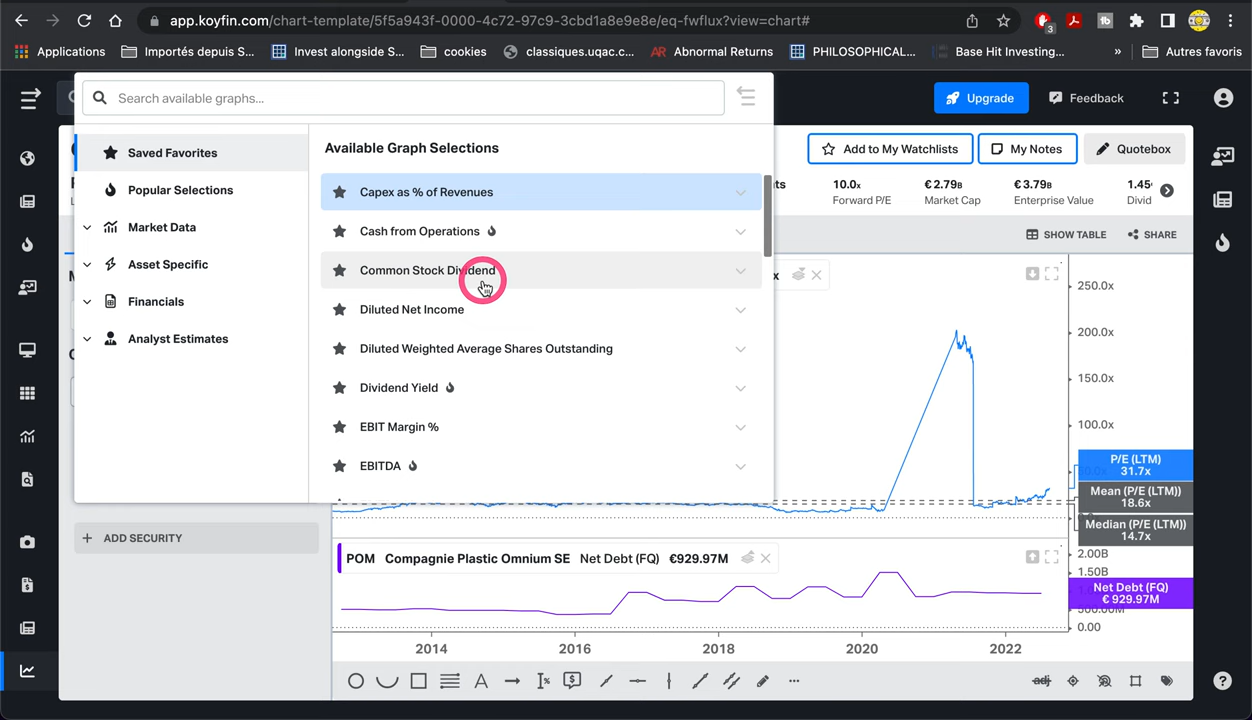 app.koyfin.com/chart-template/5f5a943f-0000-4c72-97c9-3cbd1a8e9e8e/eq-fwflux?view=chart#
3
Applications
Importés depuis S...
Invest alongside S...
cookies
classiques.uqac.c...
AR Abnormal Returns
PHILOSOPHICAL...
Base Hit Investing...
»
Autres favoris
Search available graphs...
Upgrade
Feedback
Saved Favorites
Popular Selections
Market Data
Asset Specific
Financials
Analyst Estimates
Available Graph Selections
Capex as % of Revenues
Cash from Operations
Common Stock Dividend
Diluted Net Income
Diluted Weighted Average Shares Outstanding
Dividend Yield
EBIT Margin %
EBITDA
Add to My Watchlists
My Notes
Quotebox
10.0x
Forward P/E
€ 2.79B
Market Cap
€ 3.79B
Enterprise Value
1.45
Divid
SHOW TABLE
SHARE
250.0x
200.0x
150.0x
100.0x
P/E (LTM)
31.7x
Mean (P/E (LTM))
18.6x
Median (P/E (LTM))
14.7x
ADD SECURITY
POM Compagnie Plastic Omnium SE Net Debt (FQ) €929.97M
2.00B
1.50B
Net Debt (FQ)
€ 929.97M
0.00
2014 2016 2018 2020 2022
A
adj